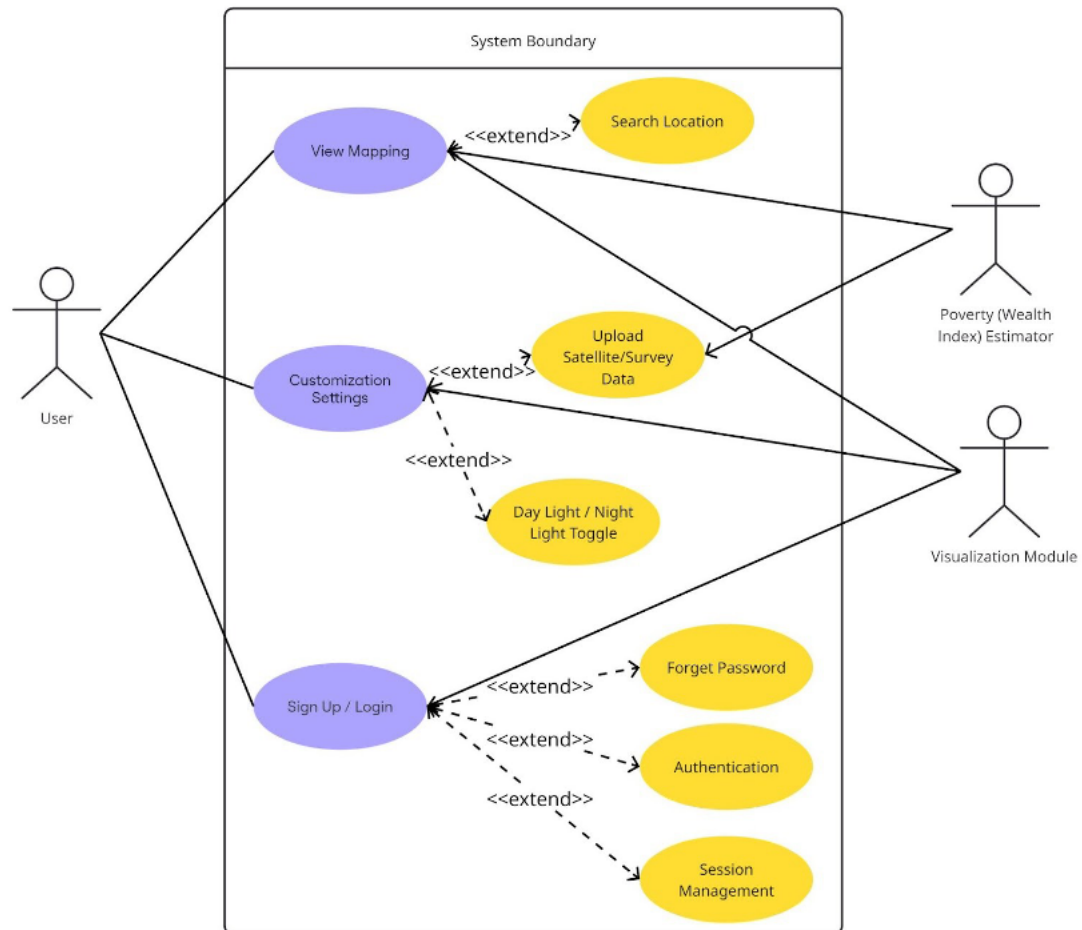 System Boundary
Search Location
<<extend>>
View Mapping
Poverty (Wealth
Index) Estimator
Upload
Satellite/Survey
Data
<<extend>>
Customization
Settings
User
<<extend>>
Day Light / Night
Light Toggle
Visualization Module
Forget Password
<<extend>>
Sign Up / Login
<<extend>>
Authentication
<<extend>>
Session
Management